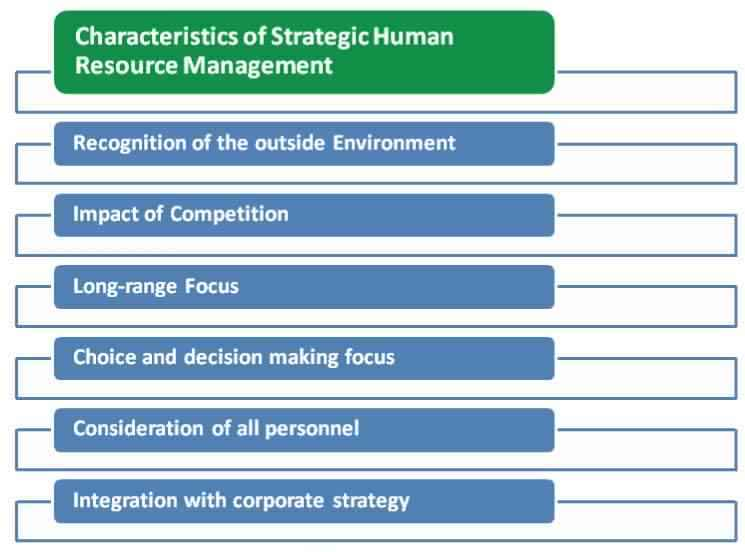 Characteristics of Strategic Human
Resource Management
Recognition of the outside Environment
Impact of Competition
Long-range Focus
Choice and decision making focus
Consideration of all personnel
Integration with corporate strategy